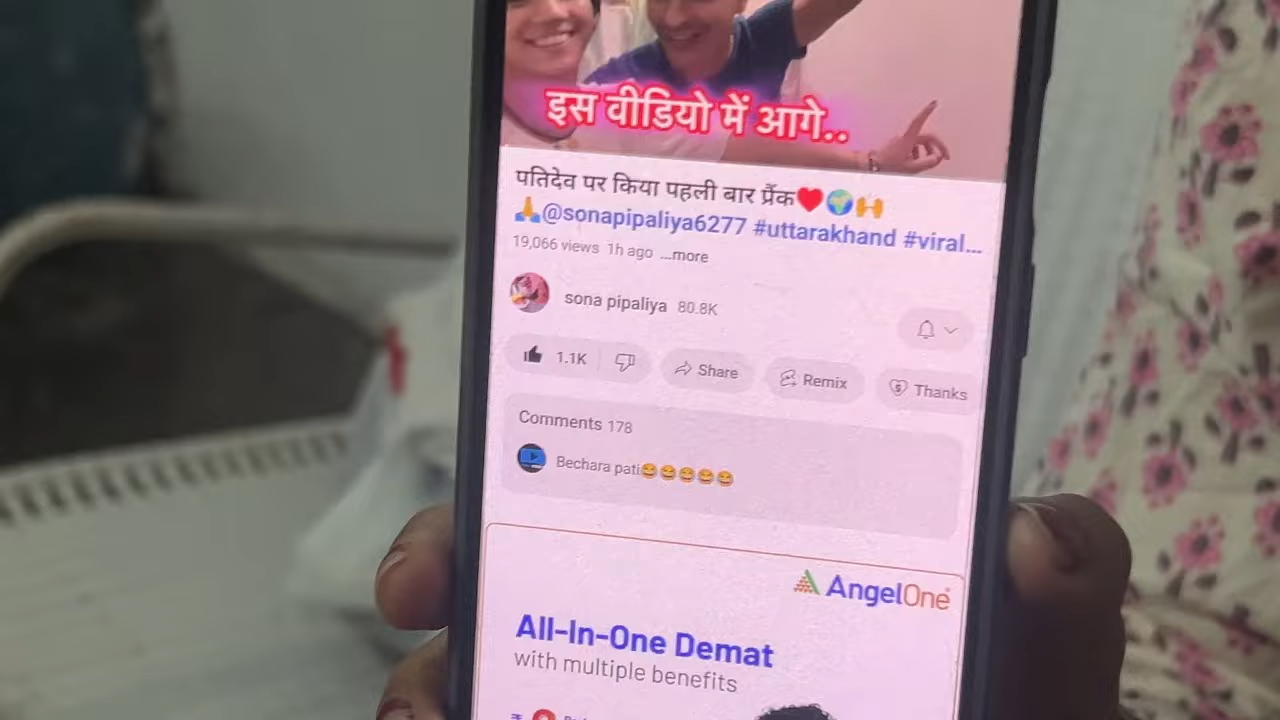 इस वीडियो में आगे..
पतिदेव पर किया पहली बार प्रैंक❤️🌍🙌
🙏@sonapipaliya6277 #uttarakhand #viral...
19,066 views 1h ago ...more
sona pipaliya 80.8K
1.1K Share Remix Thanks
Comments 178
Bechara pati😂😂😂😂😂
AngelOne
All-In-One Demat
with multiple benefits